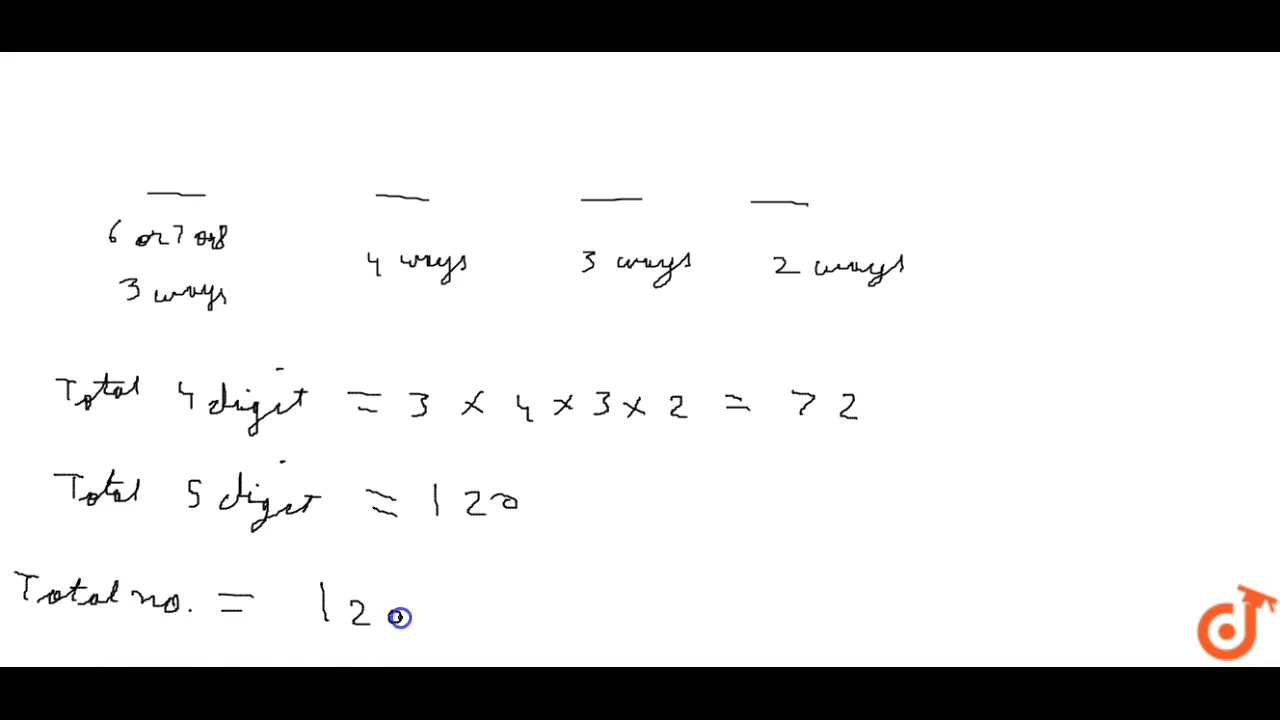 6 or 7 or 8
3 ways
4 ways
3 ways
2 ways
Total 4 digit = 3 × 4 × 3 × 2 = 72
Total 5 digit = 120
Total no. = 120